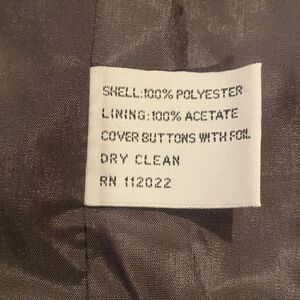 SHELL:100% POLYESTER
LINING:100% ACETATE
COVER BUTTONS WITH FOIL
DRY CLEAN
RN 112022